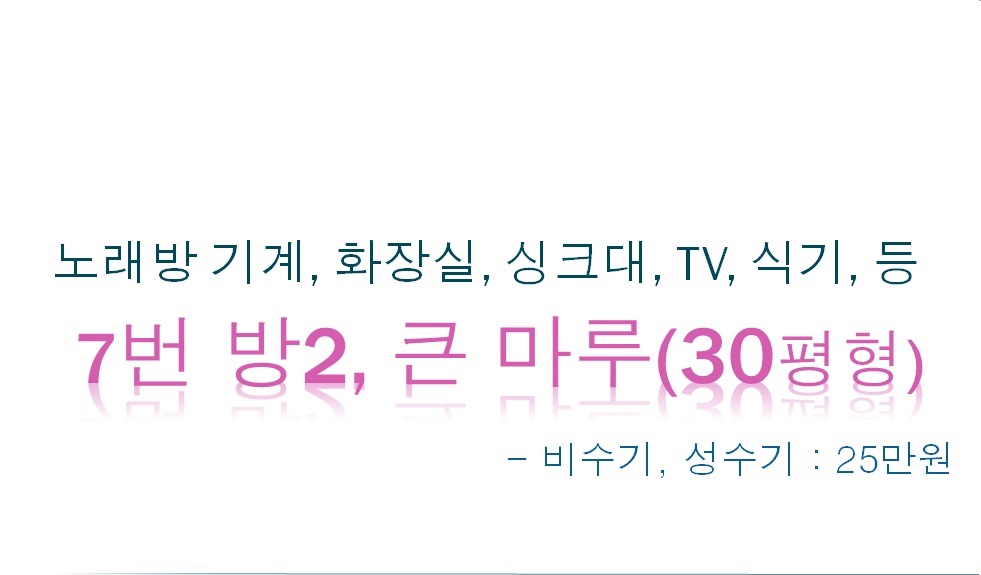 노래방 기계, 화장실, 싱크대, TV, 식기, 등
7번 방2, 큰 마루(30평형)
- 비수기, 성수기 : 25만원